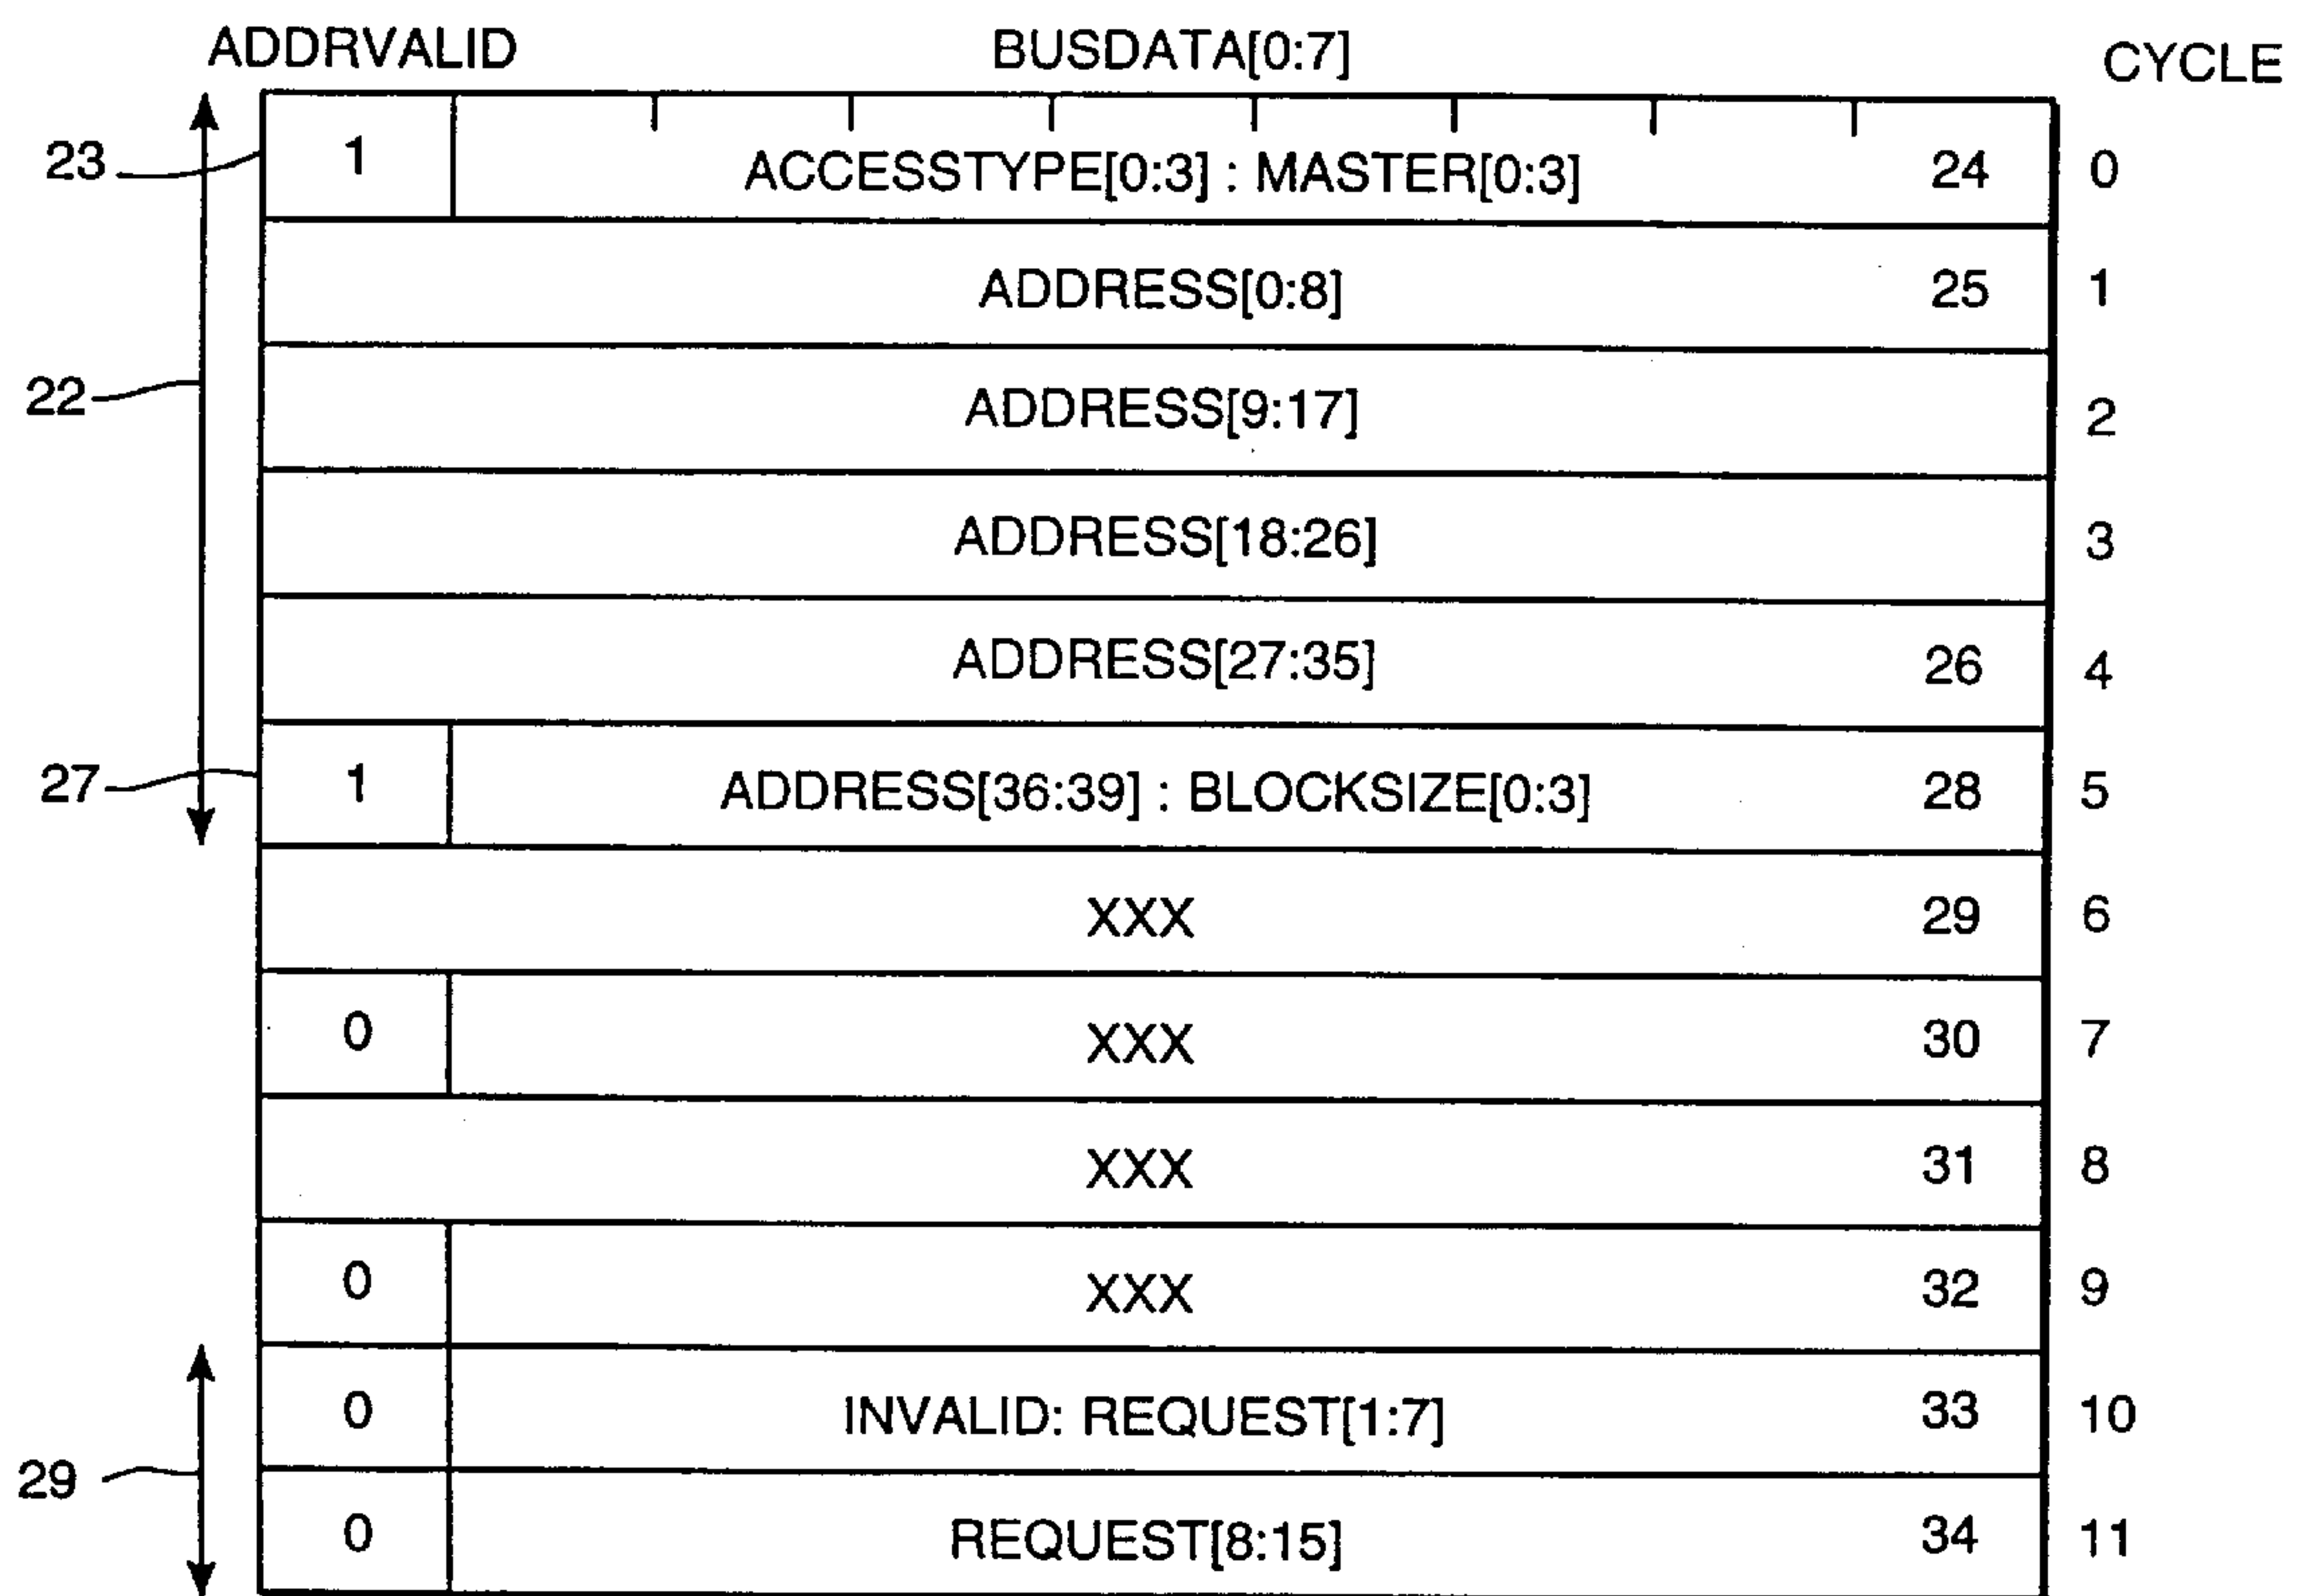 ADDRVALID BUSDATA[0:7] CYCLE
23 1 ACCESSTYPE[0:3] : MASTER[0:3] 24 0
ADDRESS[0:8] 25 1
22 ADDRESS[9:17] 2
ADDRESS[18:26] 3
ADDRESS[27:35] 26 4
27 1 ADDRESS[36:39] : BLOCKSIZE[0:3] 28 5
XXX 29 6
0 XXX 30 7
XXX 31 8
0 XXX 32 9
0 INVALID: REQUEST[1:7] 33 10
29 0 REQUEST[8:15] 34 11